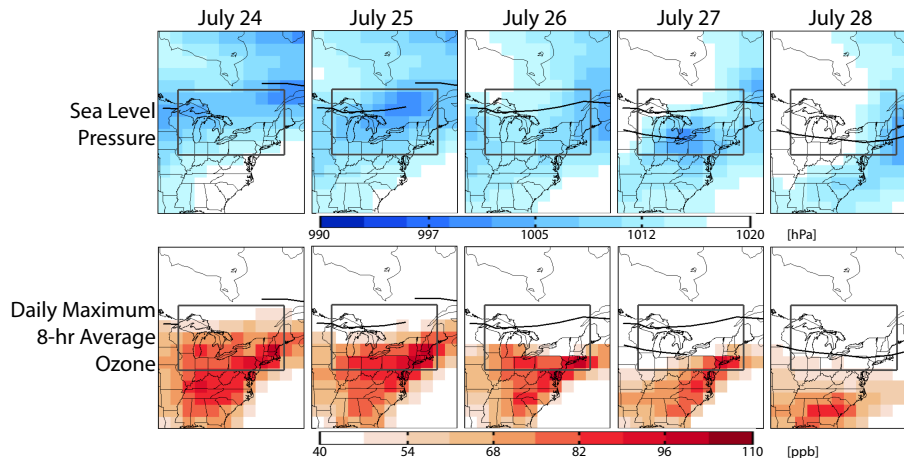 July 24 July 25 July 26 July 27 July 28
Sea Level
Pressure
990 997 1005 1012 1020 [hPa]
Daily Maximum
8-hr Average
Ozone
40 54 68 82 96 110 [ppb]